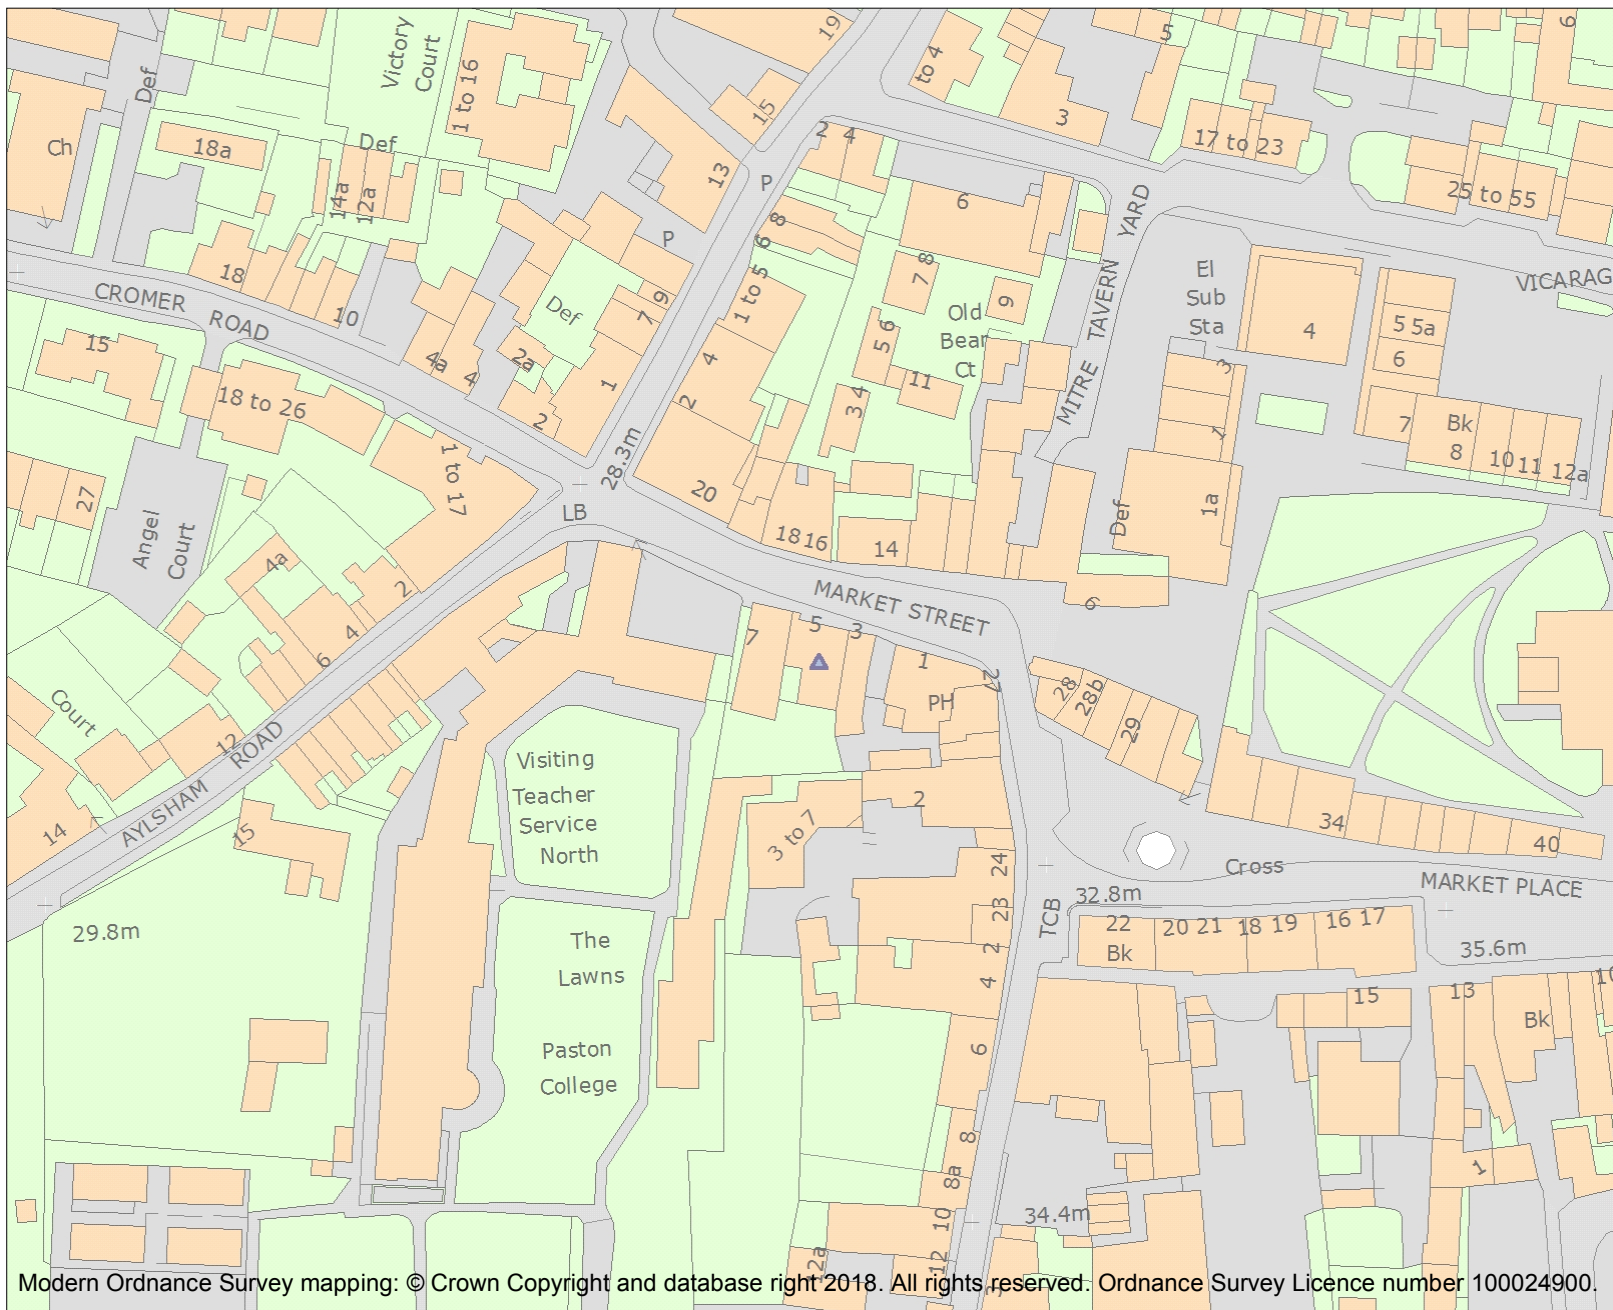 19
Victory
Court
1 to 16
Def
Ch
18a
Def
14a
12a
15
13
P
P
to 4
5
6
3
2 4
17 to 23
25 to 55
18
10
CROMER ROAD
15
18 to 26
4a
4
2a
2
Def
7 9
1
8
6
1 to 5
4
2
6
7 8
9
Old
Bear
Ct
5 6
11
3 4
MITRE TAVERN YARD
El
Sub
Sta
VICARAG
4
5 5a
6
3
1
7
Bk
8
10 11 12a
1 to 17
28.3m
20
27
Angel
Court
LB
18 16
14
Def
1a
4a
2
4
6
MARKET STREET
6
7
5
3
1
27
PH
28
28b
29
Court
12
AYLSHAM ROAD
14
15
Visiting
Teacher
Service
North
3 to 7
2
34
40
24
Cross
MARKET PLACE
32.8m
TCB
23
22
Bk
20 21
18 19
16 17
35.6m
29.8m
The
Lawns
2
4
15
13
Bk
10
6
Paston
College
8
8a
1
10
34.4m
12
12a
3
Modern Ordnance Survey mapping: © Crown Copyright and database right 2018. All rights reserved. Ordnance Survey Licence number 100024900.